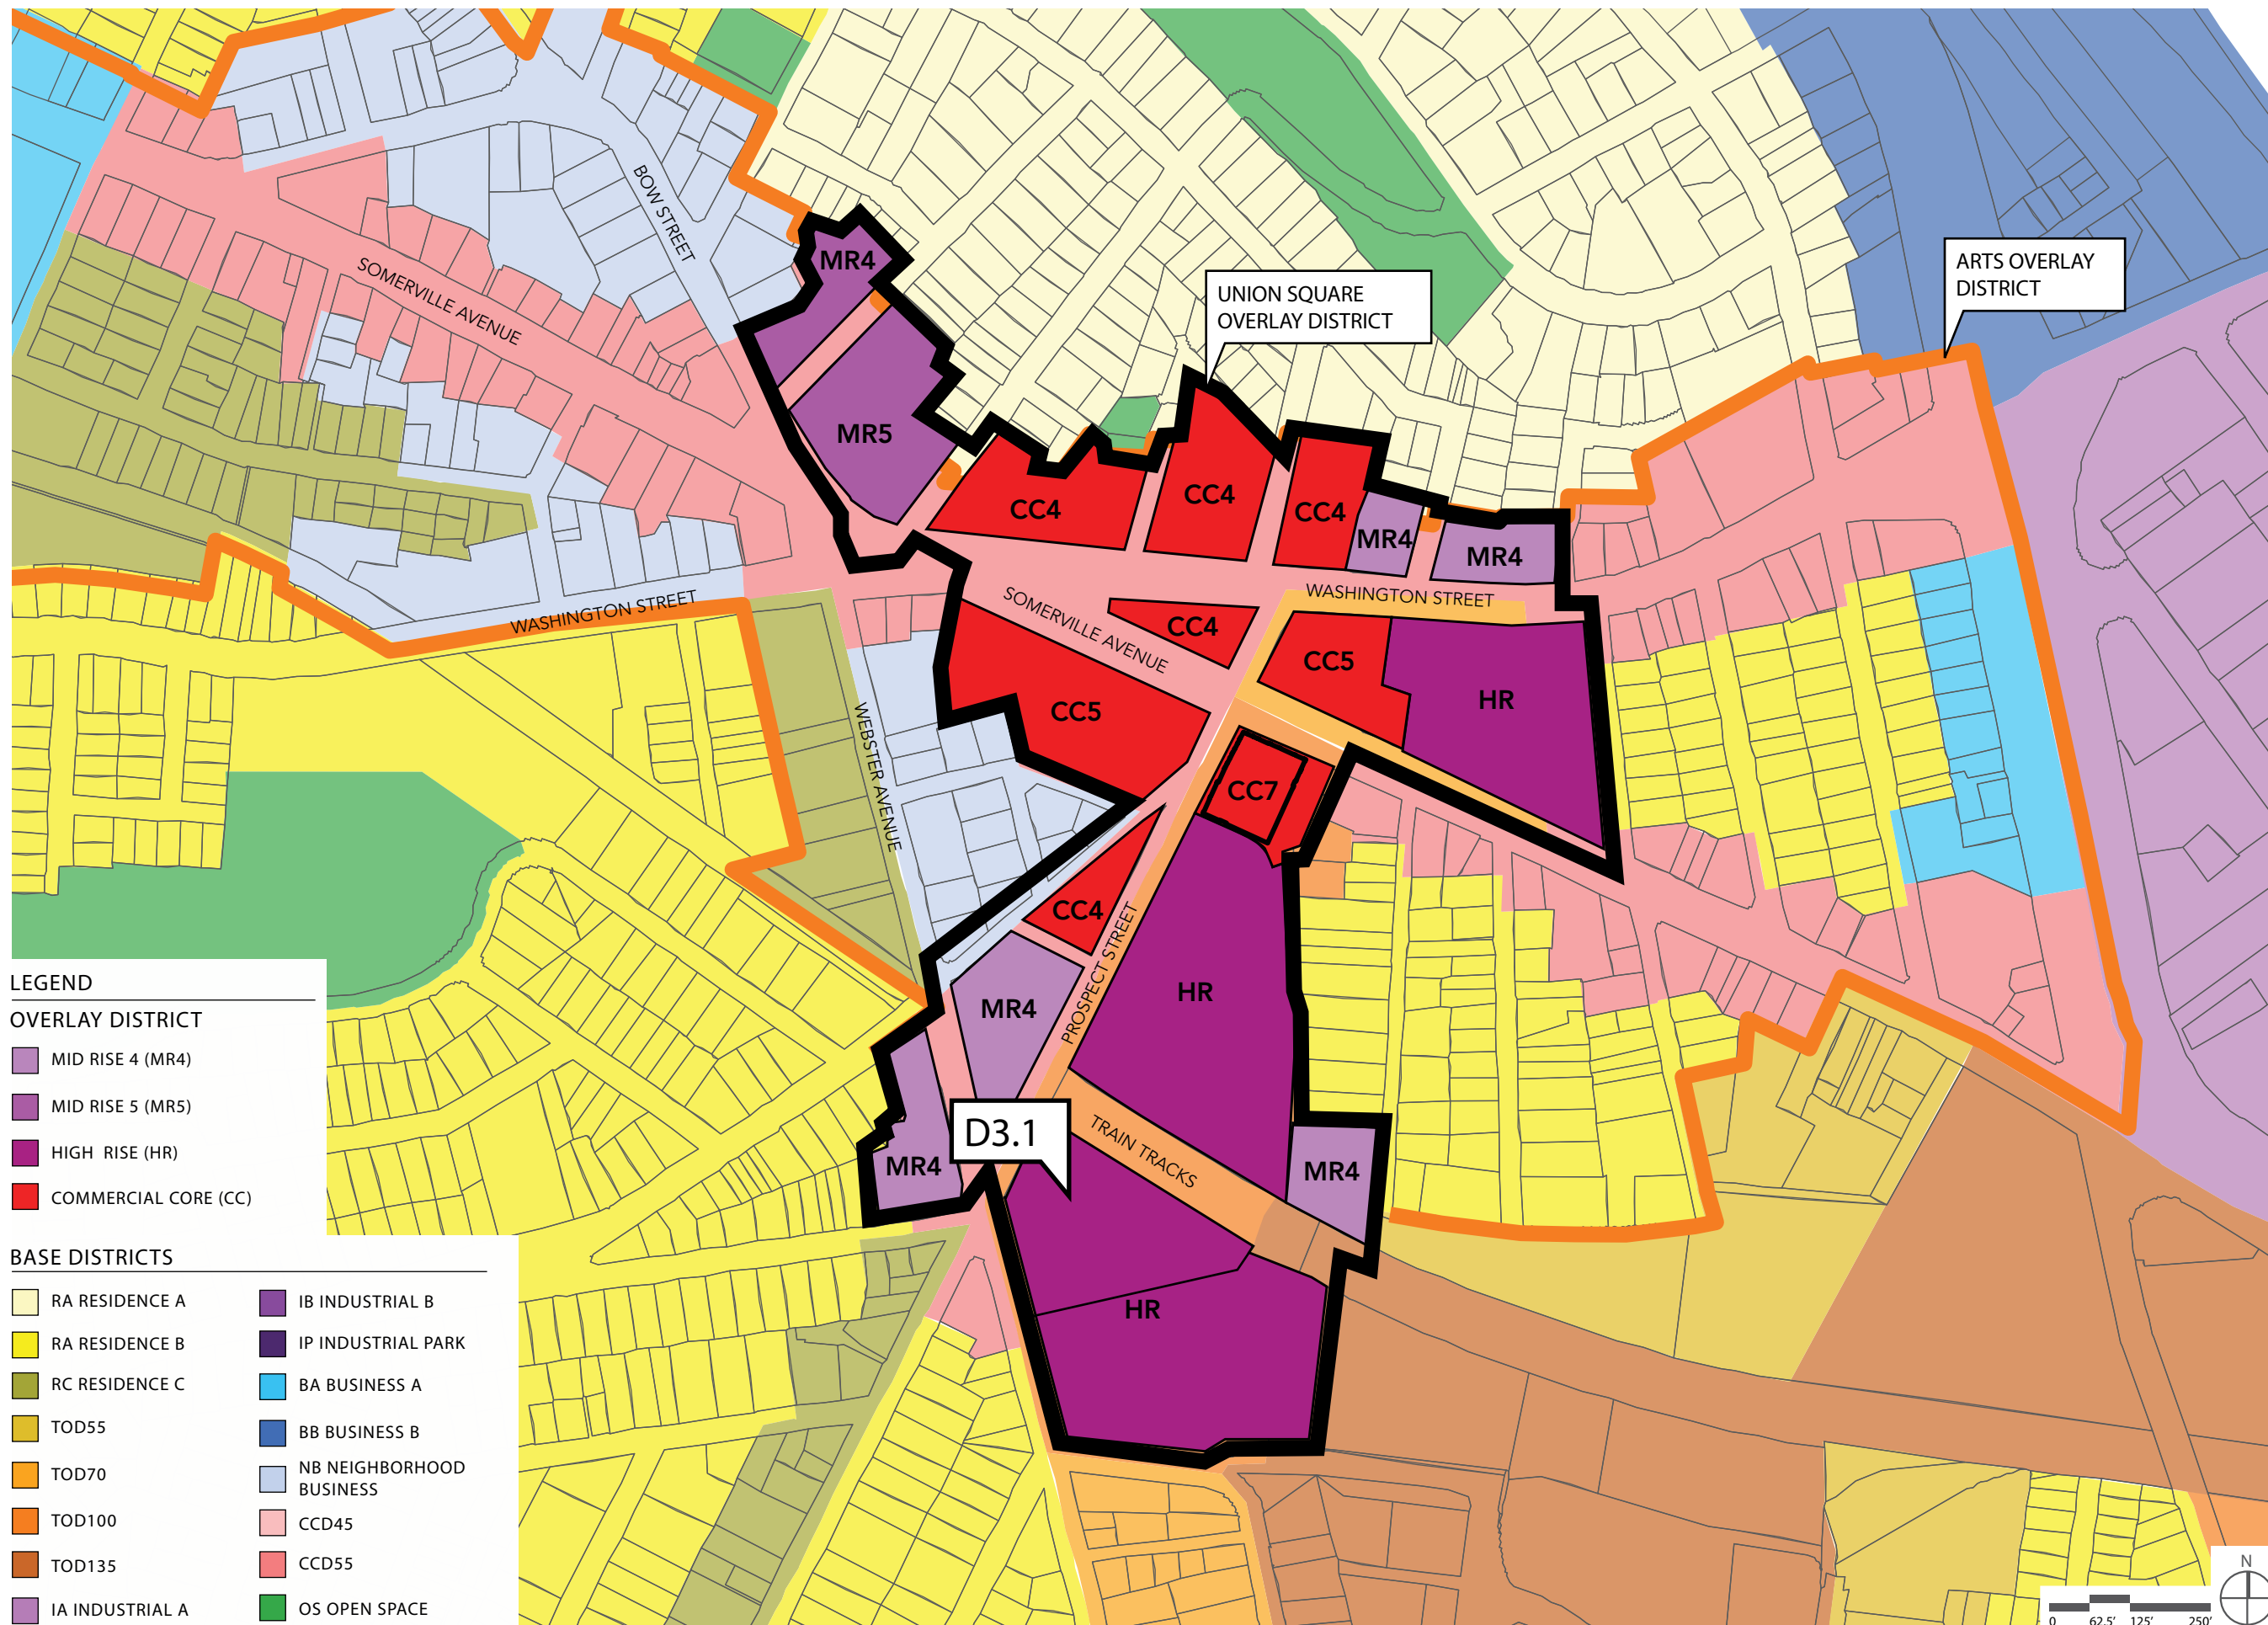 BOW STREET
SOMERVILLE AVENUE
MR4
MR5
UNION SQUARE
OVERLAY DISTRICT
ARTS OVERLAY
DISTRICT
CC4
CC4
CC4
MR4
MR4
WASHINGTON STREET
WASHINGTON STREET
SOMERVILLE AVENUE
CC4
CC5
HR
CC5
WEBSTER AVENUE
CC7
CC4
PROSPECT STREET
HR
MR4
D3.1
TRAIN TRACKS
MR4
MR4
HR
LEGEND
OVERLAY DISTRICT
MID RISE 4 (MR4)
MID RISE 5 (MR5)
HIGH RISE (HR)
COMMERCIAL CORE (CC)
BASE DISTRICTS
RA RESIDENCE A
RA RESIDENCE B
RC RESIDENCE C
TOD55
TOD70
TOD100
TOD135
IA INDUSTRIAL A
IB INDUSTRIAL B
IP INDUSTRIAL PARK
BA BUSINESS A
BB BUSINESS B
NB NEIGHBORHOOD
BUSINESS
CCD45
CCD55
OS OPEN SPACE
N
0 62.5' 125' 250'